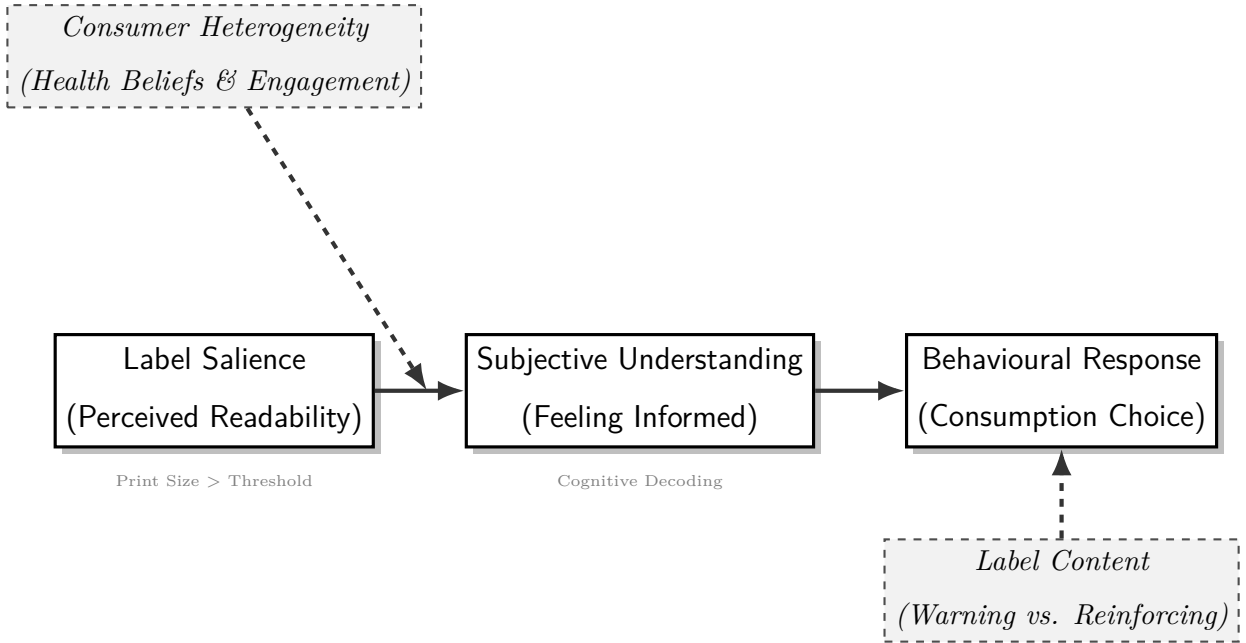 Consumer Heterogeneity
(Health Beliefs & Engagement)
Label Salience
(Perceived Readability)
Subjective Understanding
(Feeling Informed)
Behavioural Response
(Consumption Choice)
Print Size > Threshold
Cognitive Decoding
Label Content
(Warning vs. Reinforcing)